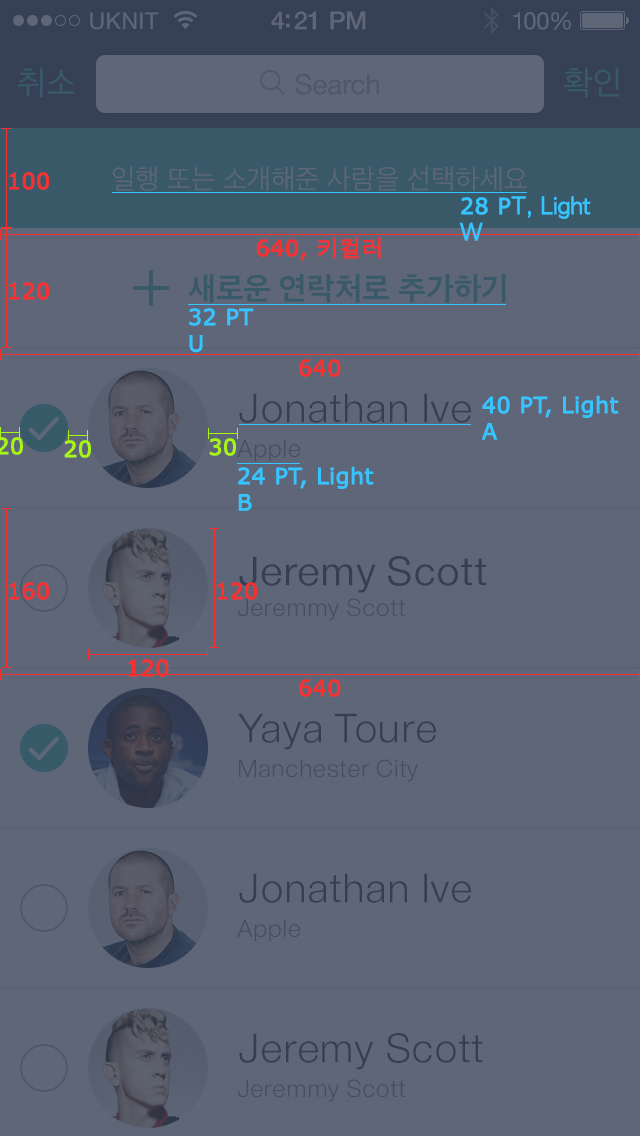 UKNIT 4:21 PM 100%
취소 Search 확인
100
일행 또는 소개해준 사람을 선택하세요
28 PT, Light
W
640, 키컬러
120
새로운 연락처로 추가하기
32 PT
U
640
Jonathan Ive
40 PT, Light
A
20
20
30
Apple
24 PT, Light
B
Jeremy Scott
160
120
Jeremmy Scott
120
640
Yaya Toure
Manchester City
Jonathan Ive
Apple
Jeremy Scott
Jeremmy Scott